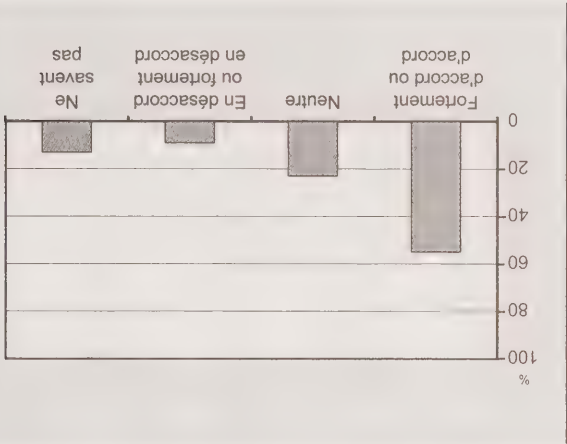 %
100
80
60
40
20
0
Fortement
d'accord ou
d'accord
Neutre
En désaccord
ou fortement
en désaccord
Ne
savent
pas